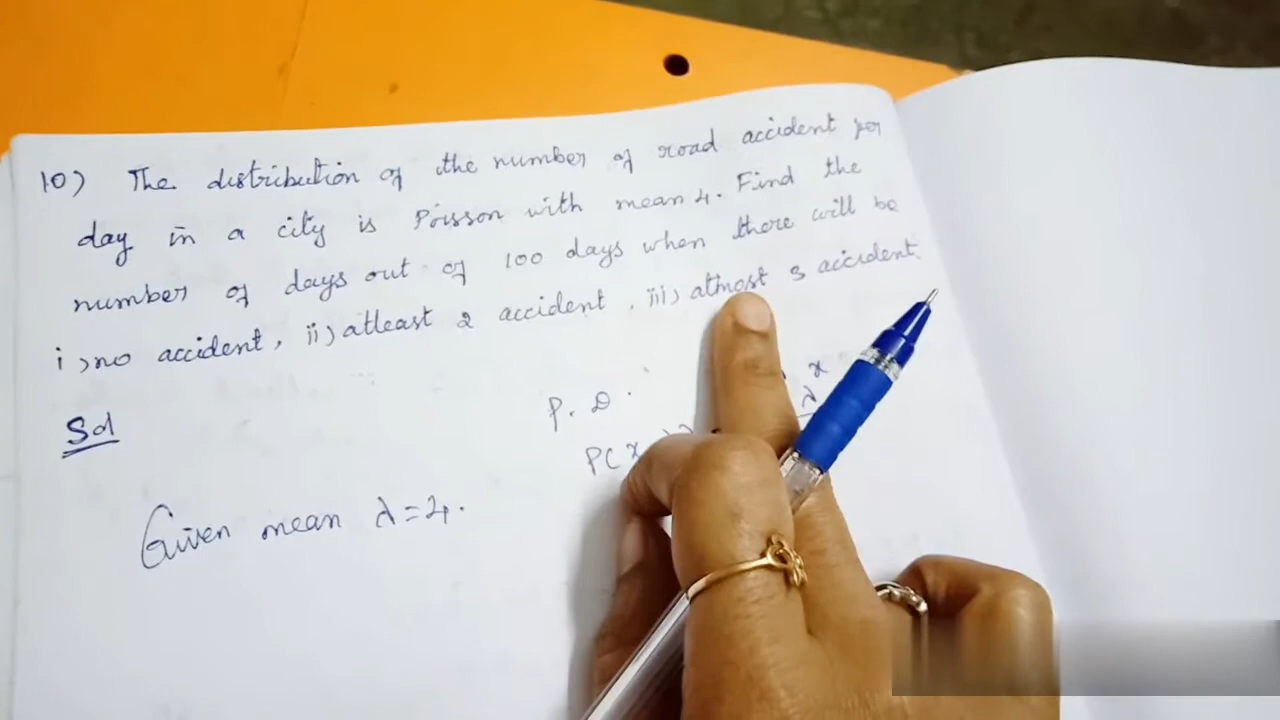 10) The distribution of the number of road accident per
day in a city is Poisson with mean 4. Find the
number of days out of 100 days when there will be
i) no accident, ii) atleast 2 accident, iii) atmost 3 accident.
Sol
P. D.
P(x λ^x
Given mean λ=4.